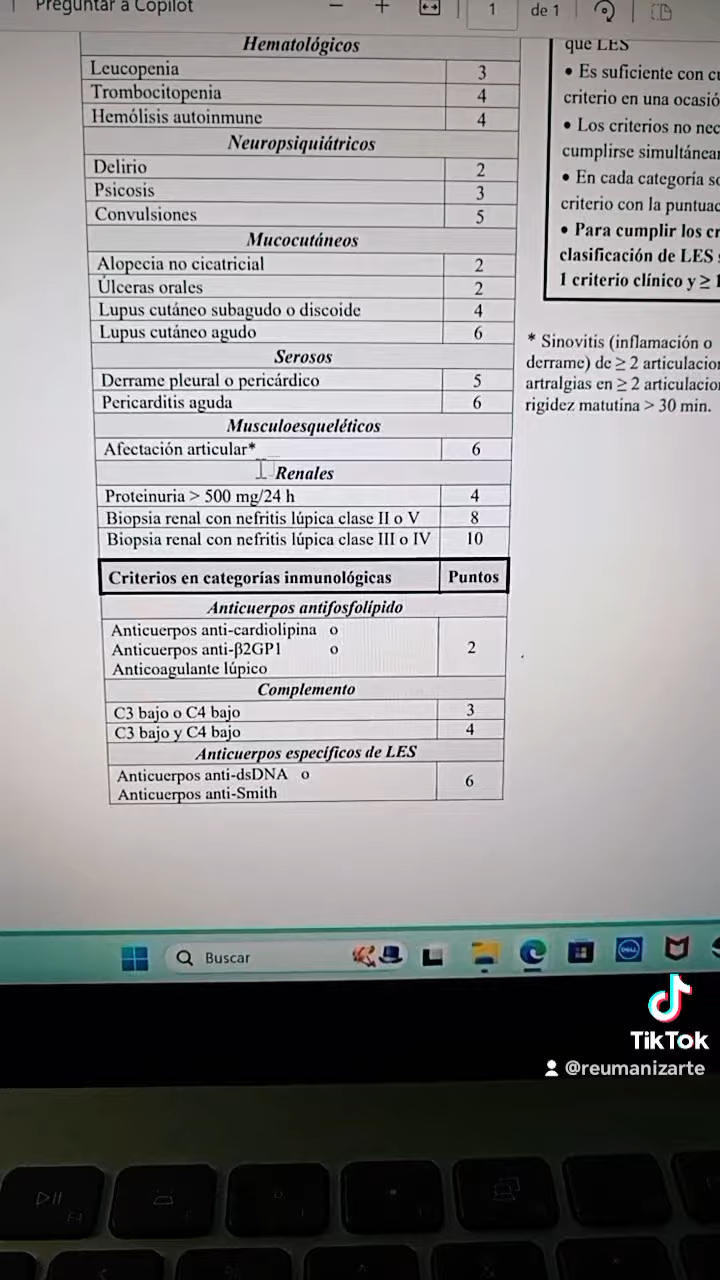 Preguntar a Copilot
1 de 1
Hematológicos
Leucopenia 3
Trombocitopenia 4
Hemólisis autoinmune 4
Neuropsiquiátricos
Delirio 2
Psicosis 3
Convulsiones 5
Mucocutáneos
Alopecia no cicatricial 2
Úlceras orales 2
Lupus cutáneo subagudo o discoide 4
Lupus cutáneo agudo 6
Serosos
Derrame pleural o pericárdico 5
Pericarditis aguda 6
Musculoesqueléticos
Afectación articular* 6
Renales
Proteinuria > 500 mg/24 h 4
Biopsia renal con nefritis lúpica clase II o V 8
Biopsia renal con nefritis lúpica clase III o IV 10
Criterios en categorías inmunológicas Puntos
Anticuerpos antifosfolípido
Anticuerpos anti-cardiolipina o
Anticuerpos anti-β2GP1 o 2
Anticoagulante lúpico
Complemento
C3 bajo o C4 bajo 3
C3 bajo y C4 bajo 4
Anticuerpos específicos de LES
Anticuerpos anti-dsDNA o 6
Anticuerpos anti-Smith
que LES
• Es suficiente con
criterio en una
• Los criterios no
cumplirse
• En cada categoría
criterio con la
• Para cumplir los
clasificación de LES
1 criterio clínico y ≥
* Sinovitis (inflamación o
derrame) de ≥ 2
artralgias en ≥ 2
rigidez matutina > 30 min.
Buscar
DELL
TikTok
@reumanizarte
F4